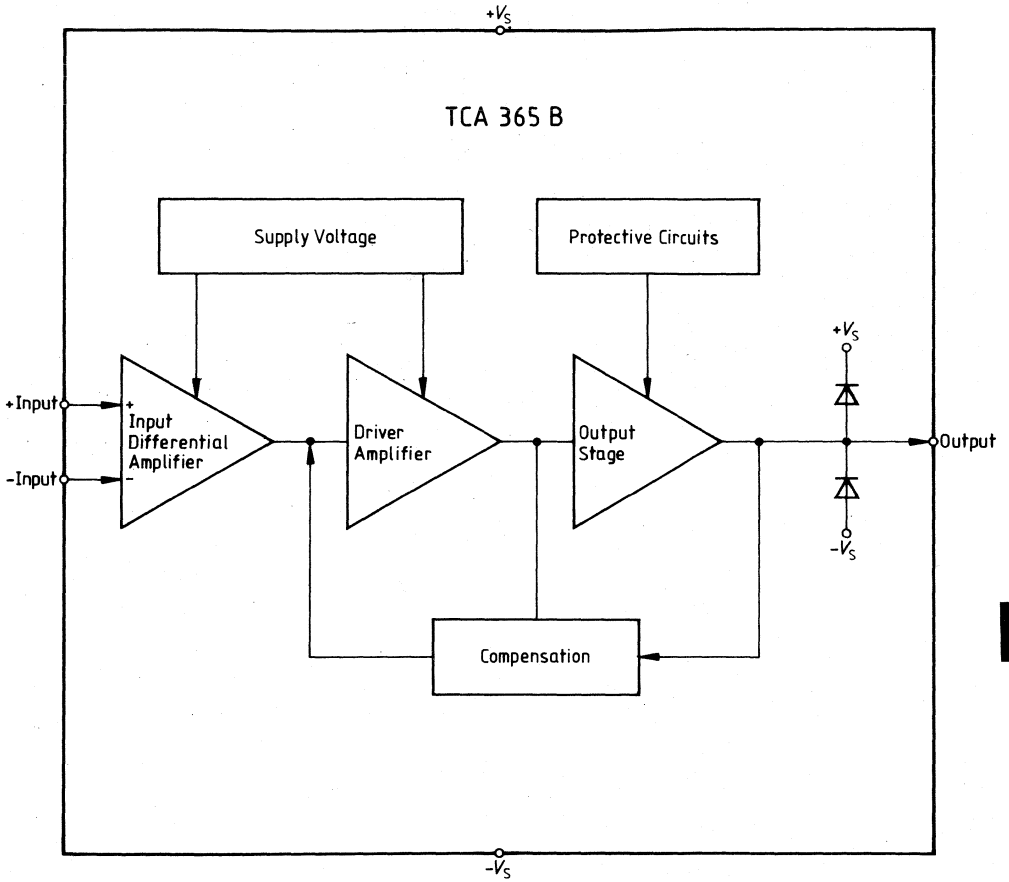 +VS
TCA 365 B
Supply Voltage
Protective Circuits
+VS
+Input
+
Input
Differential
Amplifier
-
-Input
Driver
Amplifier
Output
Stage
Output
-VS
Compensation
-VS